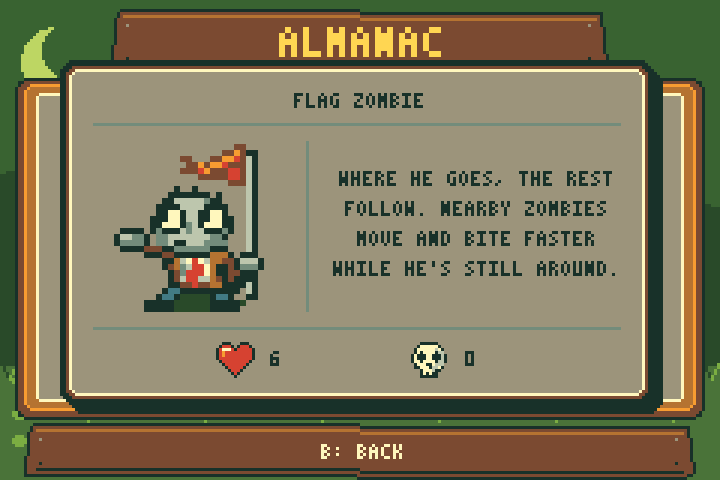 ALMANAC
FLAG ZOMBIE
WHERE HE GOES, THE REST
FOLLOW. NEARBY ZOMBIES
MOVE AND BITE FASTER
WHILE HE'S STILL AROUND.
6
0
B: BACK